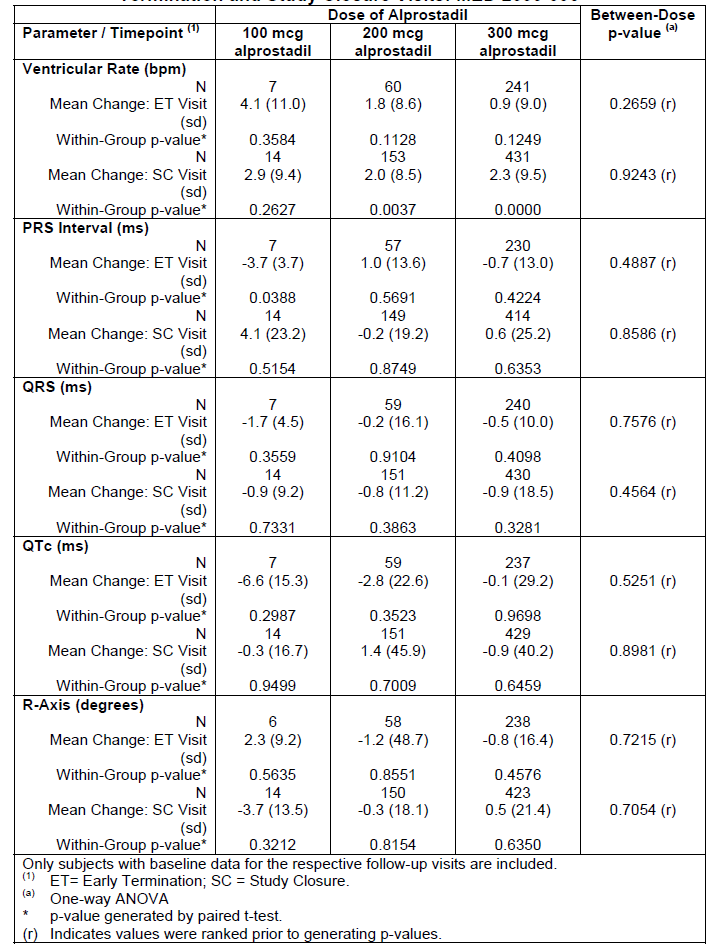 Dose of Alprostadil Between-Dose
Parameter / Timepoint (1) 100 mcg 200 mcg 300 mcg p-value (a)
alprostadil alprostadil alprostadil
Ventricular Rate (bpm)
N 7 60 241
Mean Change: ET Visit 4.1 (11.0) 1.8 (8.6) 0.9 (9.0) 0.2659 (r)
(sd)
Within-Group p-value* 0.3584 0.1128 0.1249
N 14 153 431
Mean Change: SC Visit 2.9 (9.4) 2.0 (8.5) 2.3 (9.5) 0.9243 (r)
(sd)
Within-Group p-value* 0.2627 0.0037 0.0000
PRS Interval (ms)
N 7 57 230
Mean Change: ET Visit -3.7 (3.7) 1.0 (13.6) -0.7 (13.0) 0.4887 (r)
(sd)
Within-Group p-value* 0.0388 0.5691 0.4224
N 14 149 414
Mean Change: SC Visit 4.1 (23.2) -0.2 (19.2) 0.6 (25.2) 0.8586 (r)
(sd)
Within-Group p-value* 0.5154 0.8749 0.6353
QRS (ms)
N 7 59 240
Mean Change: ET Visit -1.7 (4.5) -0.2 (16.1) -0.5 (10.0) 0.7576 (r)
(sd)
Within-Group p-value* 0.3559 0.9104 0.4098
N 14 151 430
Mean Change: SC Visit -0.9 (9.2) -0.8 (11.2) -0.9 (18.5) 0.4564 (r)
(sd)
Within-Group p-value* 0.7331 0.3863 0.3281
QTc (ms)
N 7 59 237
Mean Change: ET Visit -6.6 (15.3) -2.8 (22.6) -0.1 (29.2) 0.5251 (r)
(sd)
Within-Group p-value* 0.2987 0.3523 0.9698
N 14 151 429
Mean Change: SC Visit -0.3 (16.7) 1.4 (45.9) -0.9 (40.2) 0.8981 (r)
(sd)
Within-Group p-value* 0.9499 0.7009 0.6459
R-Axis (degrees)
N 6 58 238
Mean Change: ET Visit 2.3 (9.2) -1.2 (48.7) -0.8 (16.4) 0.7215 (r)
(sd)
Within-Group p-value* 0.5635 0.8551 0.4576
N 14 150 423
Mean Change: SC Visit -3.7 (13.5) -0.3 (18.1) 0.5 (21.4) 0.7054 (r)
(sd)
Within-Group p-value* 0.3212 0.8154 0.6350
Only subjects with baseline data for the respective follow-up visits are included.
(1) ET= Early Termination; SC = Study Closure.
(a) One-way ANOVA
* p-value generated by paired t-test.
(r) Indicates values were ranked prior to generating p-values.